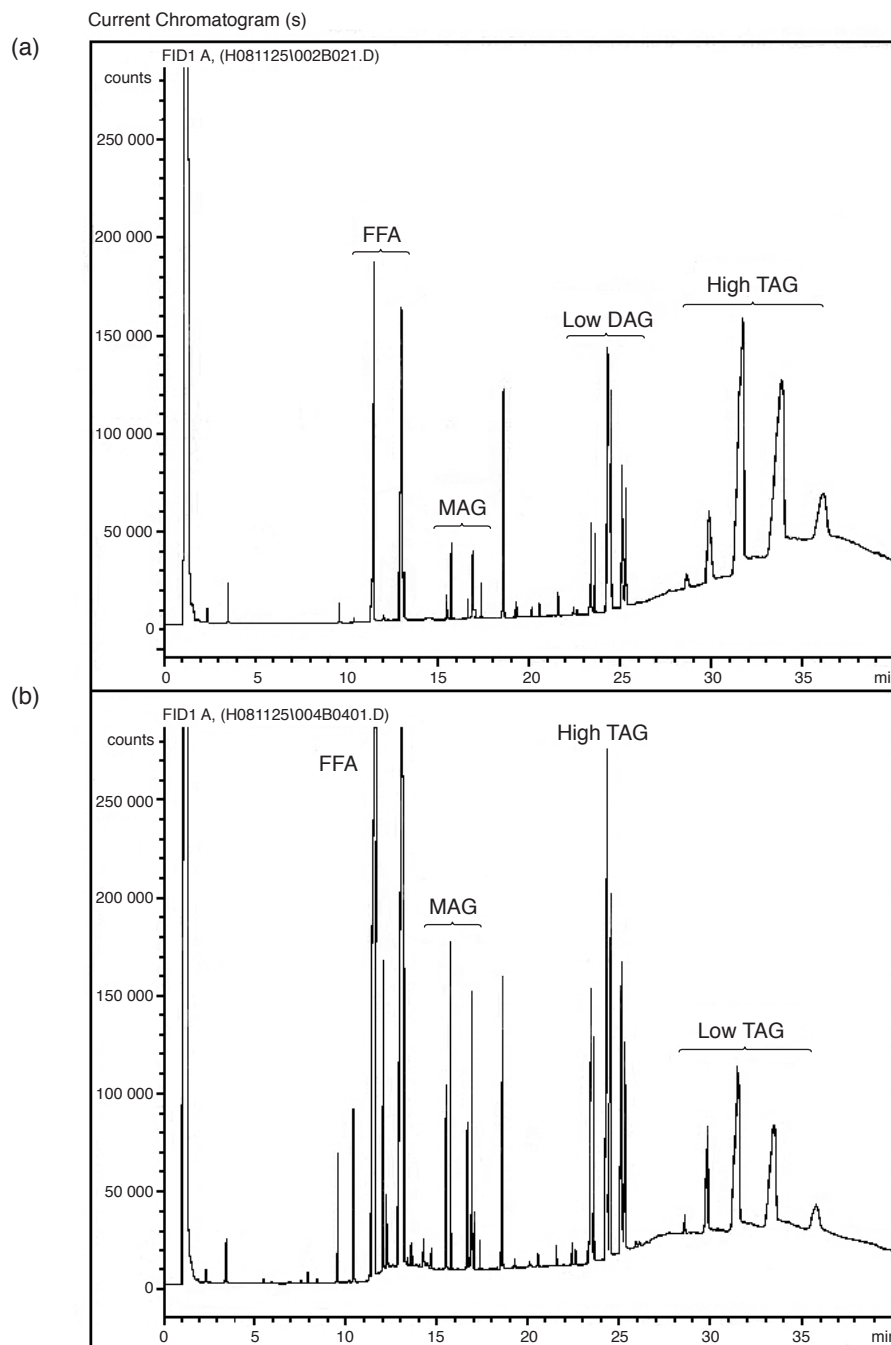 Current Chromatogram (s)
(a)
FID1 A, (H081125\002B021.D)
counts
250 000
200 000
150 000
100 000
50 000
0
FFA
MAG
Low DAG
High TAG
0 5 10 15 20 25 30 35 min
(b)
FID1 A, (H081125\004B0401.D)
counts
250 000
200 000
150 000
100 000
50 000
0
FFA
MAG
High TAG
Low TAG
0 5 10 15 20 25 30 35 min